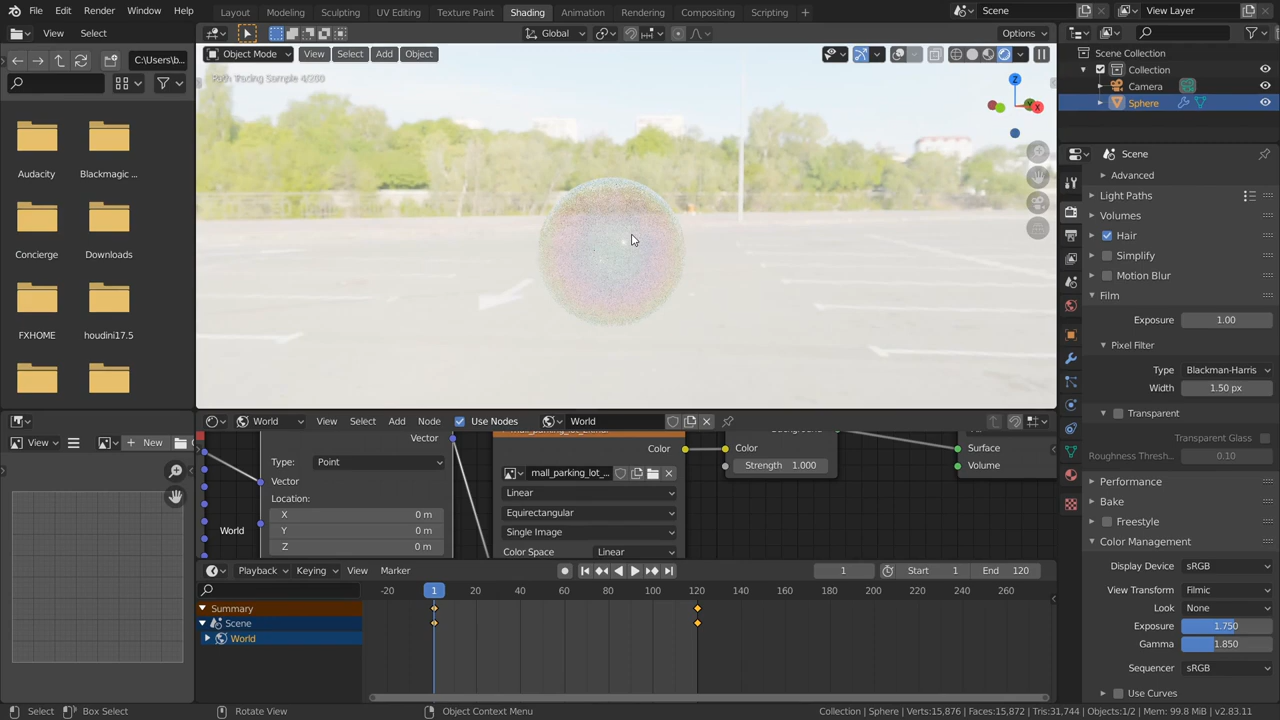 File Edit Render Window Help Layout Modeling Sculpting UV Editing Texture Paint Shading Animation Rendering Compositing Scripting + Scene View Layer
View Select Global Options
C:\Users\b...
Object Mode View Select Add Object
Path Tracing Sample 4/200
Z
Y
X
Audacity
Blackmagic ...
Concierge
Downloads
FXHOME
houdini17.5
Scene Collection
Collection
Camera
Sphere
Scene
Advanced
Light Paths
Volumes
Hair
Simplify
Motion Blur
Film
Exposure 1.00
Pixel Filter
Type Blackman-Harris
Width 1.50 px
Transparent
Transparent Glass
Roughness Thresh... 0.10
Performance
Bake
Freestyle
Color Management
Display Device sRGB
View Transform Filmic
Look None
Exposure 1.750
Gamma 1.850
Sequencer sRGB
Use Curves
View New
World View Select Add Node Use Nodes World
Vector
Type: Point
Vector
Location:
X 0 m
Y 0 m
Z 0 m
World
Color
mall_parking_lot_...
Linear
Equirectangular
Single Image
Color Space Linear
Color
Strength 1.000
Surface
Volume
Playback Keying View Marker 1 Start 1 End 120
-20 1 20 40 60 80 100 120 140 160 180 200 220 240 260
Summary
Scene
World
Select Box Select Rotate View Object Context Menu Collection | Sphere | Verts:15,876 | Faces:15,872 | Tris:31,744 | Objects:1/2 | Mem: 99.8 MiB | v2.83.11